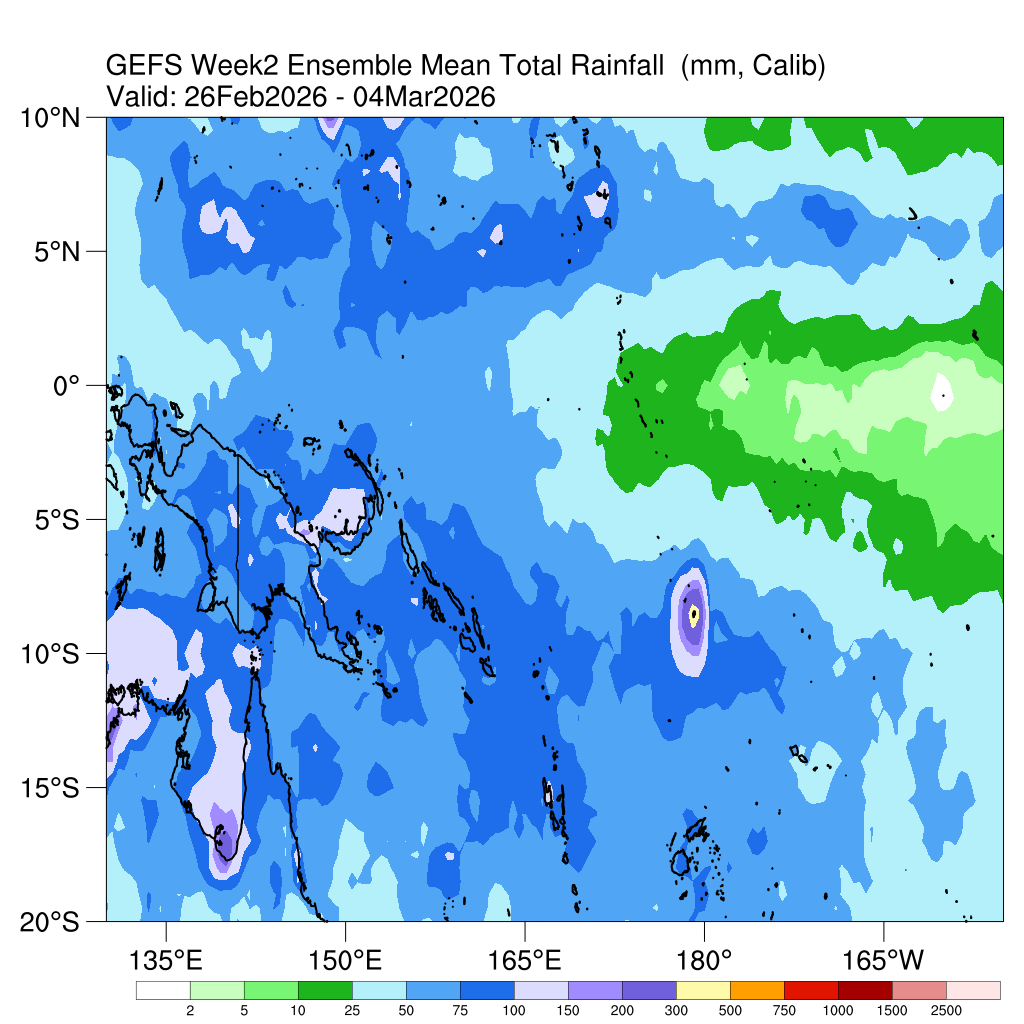 GEFS Week2 Ensemble Mean Total Rainfall (mm, Calib)
Valid: 26Feb2026 - 04Mar2026
10°N
5°N
0°
5°S
10°S
15°S
20°S
135°E 150°E 165°E 180° 165°W
2 5 10 25 50 75 100 150 200 300 500 750 1000 1500 2500